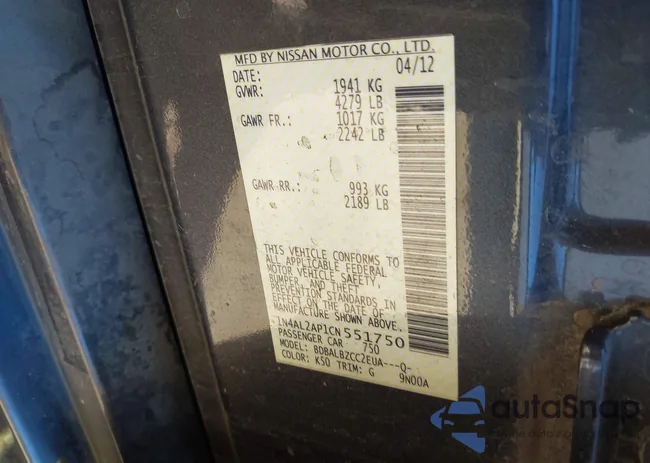 MFD BY NISSAN MOTOR CO., LTD.
DATE: 04/12
GVWR: 1941 KG
4279 LB
GAWR FR.: 1017 KG
2242 LB
GAWR RR.: 993 KG
2189 LB
THIS VEHICLE CONFORMS TO
ALL APPLICABLE FEDERAL
MOTOR VEHICLE SAFETY,
BUMPER, AND THEFT
PREVENTION STANDARDS IN
EFFECT ON THE DATE OF
MANUFACTURE SHOWN ABOVE.
1N4AL2AP1CN551750
PASSENGER CAR 750
MODEL: BDBALBZCCZEUA---Q-
COLOR: K50 TRIM: G 9N00A
autoSnap